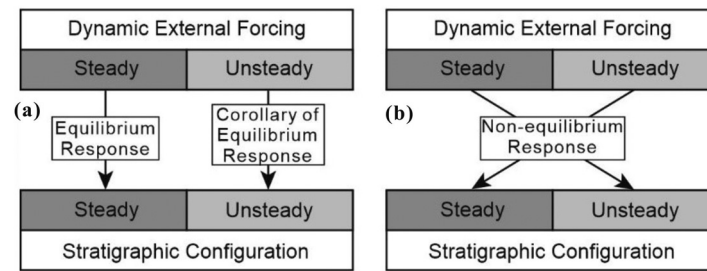 Dynamic External Forcing
Steady Unsteady
(a)
Equilibrium
Response
Corollary of
Equilibrium
Response
Steady Unsteady
Stratigraphic Configuration
Dynamic External Forcing
Steady Unsteady
(b)
Non-equilibrium
Response
Steady Unsteady
Stratigraphic Configuration